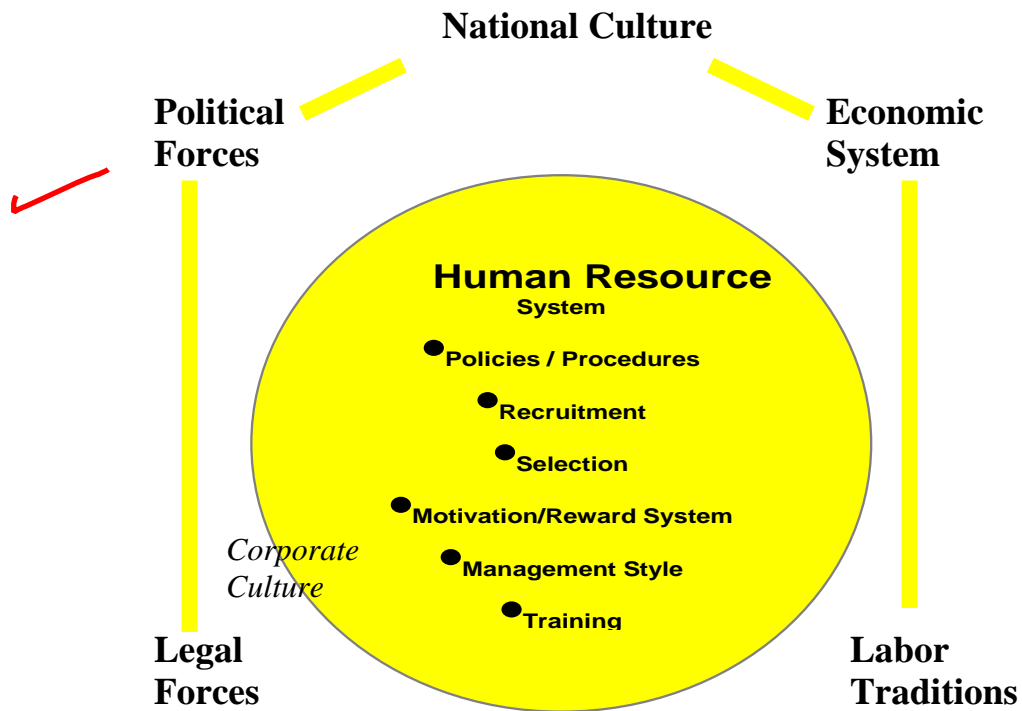 National Culture
Political
Forces
Economic
System
Human Resource
System
Policies / Procedures
Recruitment
Selection
Motivation/Reward System
Management Style
Training
Corporate
Culture
Legal
Forces
Labor
Traditions